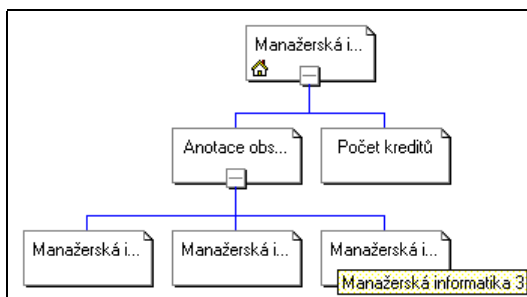 Manažerská i...
Anotace obs...
Počet kreditů
Manažerská i...
Manažerská i...
Manažerská i...
Manažerská informatika 3